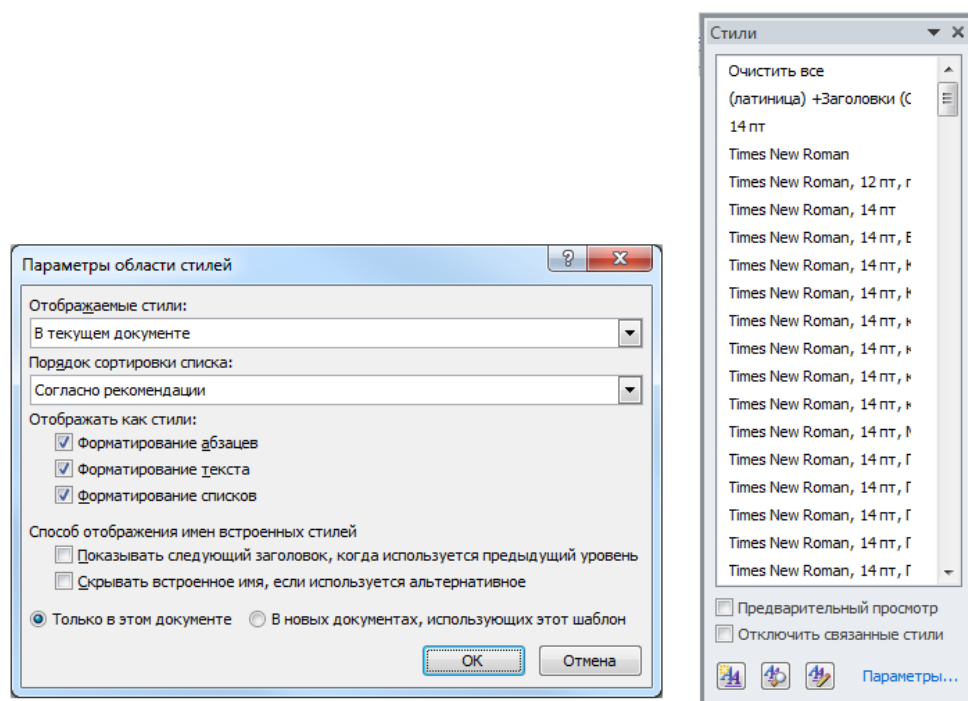 Параметры области стилей
Отображаемые стили:
В текущем документе
Порядок сортировки списка:
Согласно рекомендации
Отображать как стили:
Форматирование абзацев
Форматирование текста
Форматирование списков
Способ отображения имен встроенных стилей
Показывать следующий заголовок, когда используется предыдущий уровень
Скрывать встроенное имя, если используется альтернативное
Только в этом документе В новых документах, использующих этот шаблон
ОК Отмена
Стили
Очистить все
(латиница) +Заголовки (С
14 пт
Times New Roman
Times New Roman, 12 пт, г
Times New Roman, 14 пт
Times New Roman, 14 пт, Е
Times New Roman, 14 пт, К
Times New Roman, 14 пт,
Times New Roman, 14 пт, к
Times New Roman, 14 пт, к
Times New Roman, 14 пт, к
Times New Roman, 14 пт, к
Times New Roman, 14 пт,
Times New Roman, 14 пт, Г
Times New Roman, 14 пт, Г
Times New Roman, 14 пт, Г
Times New Roman, 14 пт, Г
Times New Roman, 14 пт, Г
Предварительный просмотр
Отключить связанные стили
Параметры...